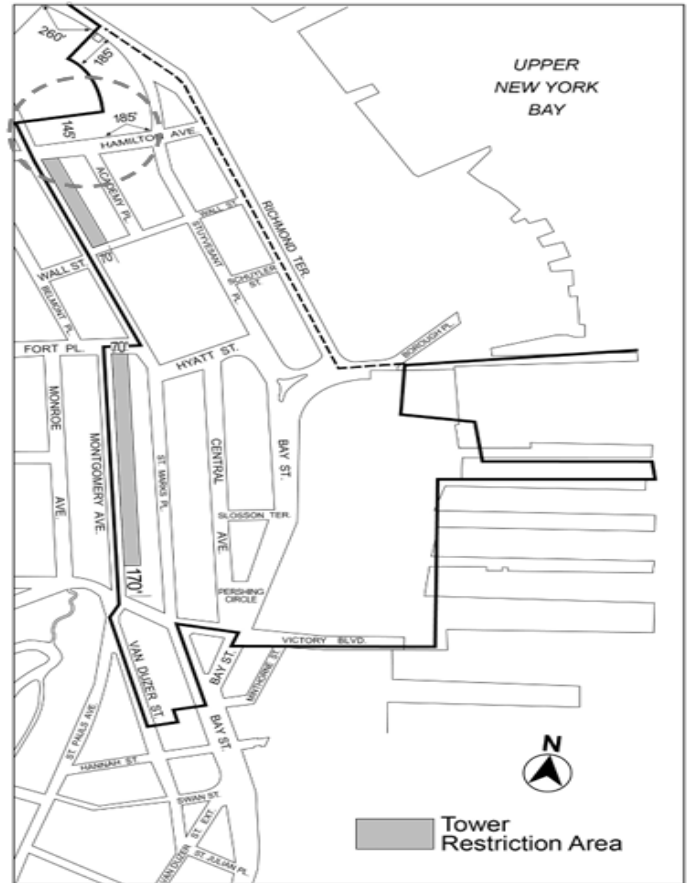 260'
185'
UPPER
NEW YORK
BAY
145'
185'
HAMILTON AVE.
ACADEMY PL.
WALL ST.
RICHMOND TER.
STUYVESANT
PL.
SCHUYLER
ST.
70'
WALL ST.
BELMONT PL.
FORT PL.
70'
HYATT ST.
BOROUGH PL.
MONROE
AVE.
MONTGOMERY AVE.
ST. MARKS PL.
CENTRAL
AVE.
BAY ST.
SLOSSON TER.
170'
PERSHING
CIRCLE
VICTORY BLVD.
VAN DUZER ST.
BAY ST.
MINTHORNE ST.
ST. PAULS AVE.
BAY ST.
HANNAH ST.
SWAN ST.
VAN DUZER
ST. EXT.
ST. JULIAN PL.
N
Tower
Restriction Area